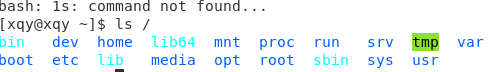 bash: 1s: command not found...
[xqy@xqy ~]$ ls /
bin dev home lib64 mnt proc run srv tmp var
boot etc lib media opt root sbin sys usr